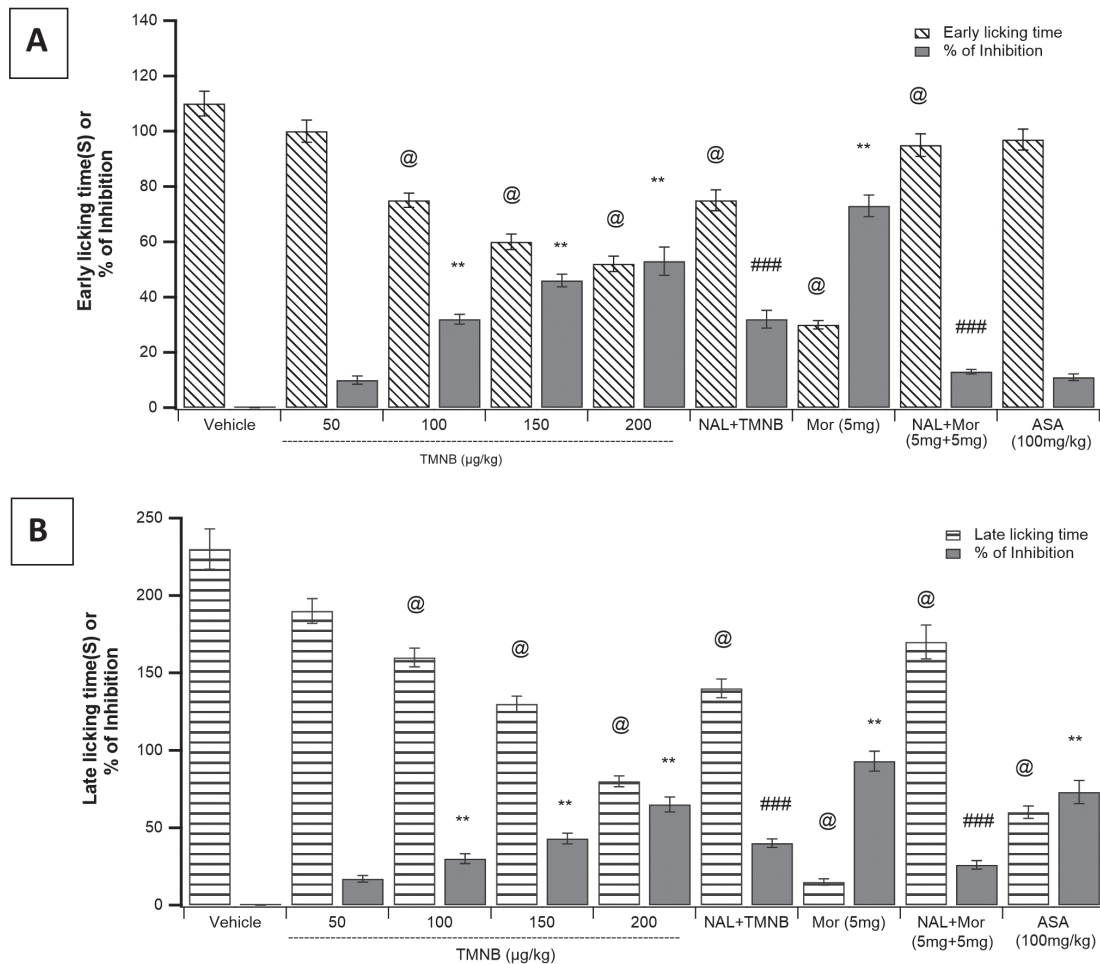 A
140
120
100
80
60
40
20
0
Early licking time(S) or
% of Inhibition
Early licking time
% of Inhibition
@
@
**
@
**
@
**
@
###
@
**
@
###
Vehicle
50
100
150
200
NAL+TMNB
Mor (5mg)
NAL+Mor
(5mg+5mg)
ASA
(100mg/kg)
TMNB (µg/kg)
B
250
200
150
100
50
0
Late licking time(S) or
% of Inhibition
Late licking time
% of Inhibition
@
**
@
**
@
**
@
###
@
**
@
###
@
**
Vehicle
50
100
150
200
NAL+TMNB
Mor (5mg)
NAL+Mor
(5mg+5mg)
ASA
(100mg/kg)
TMNB (µg/kg)